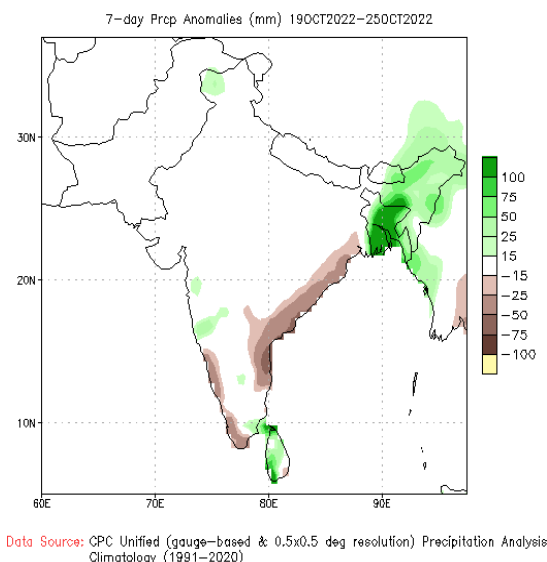 7-day Prcp Anomalies (mm) 19OCT2022-25OCT2022
30N
20N
10N
60E
70E
80E
90E
100
75
50
25
15
-15
-25
-50
-75
-100
Data Source: CPC Unified (gauge-based & 0.5x0.5 deg resolution) Precipitation Analysis
Climatology (1991-2020)